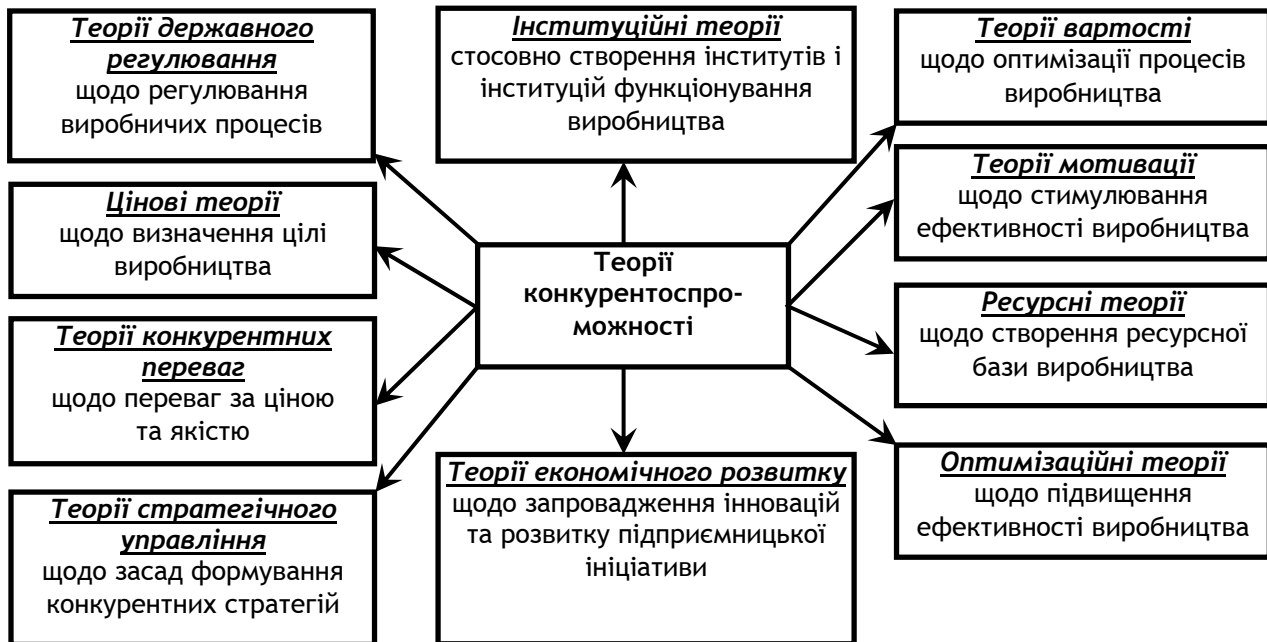 Теорії державного
регулювання
щодо регулювання
виробничих процесів
Інституційні теорії
стосовно створення інститутів і
інституцій функціонування
виробництва
Теорії вартості
щодо оптимізації процесів
виробництва
Цінові теорії
щодо визначення цілі
виробництва
Теорії
конкурентоспро-
можності
Теорії мотивації
щодо стимулювання
ефективності виробництва
Теорії конкурентних
переваг
щодо переваг за ціною
та якістю
Ресурсні теорії
щодо створення ресурсної
бази виробництва
Теорії стратегічного
управління
щодо засад формування
конкурентних стратегій
Теорії економічного розвитку
щодо запровадження інновацій
та розвитку підприємницької
ініціативи
Оптимізаційні теорії
щодо підвищення
ефективності виробництва